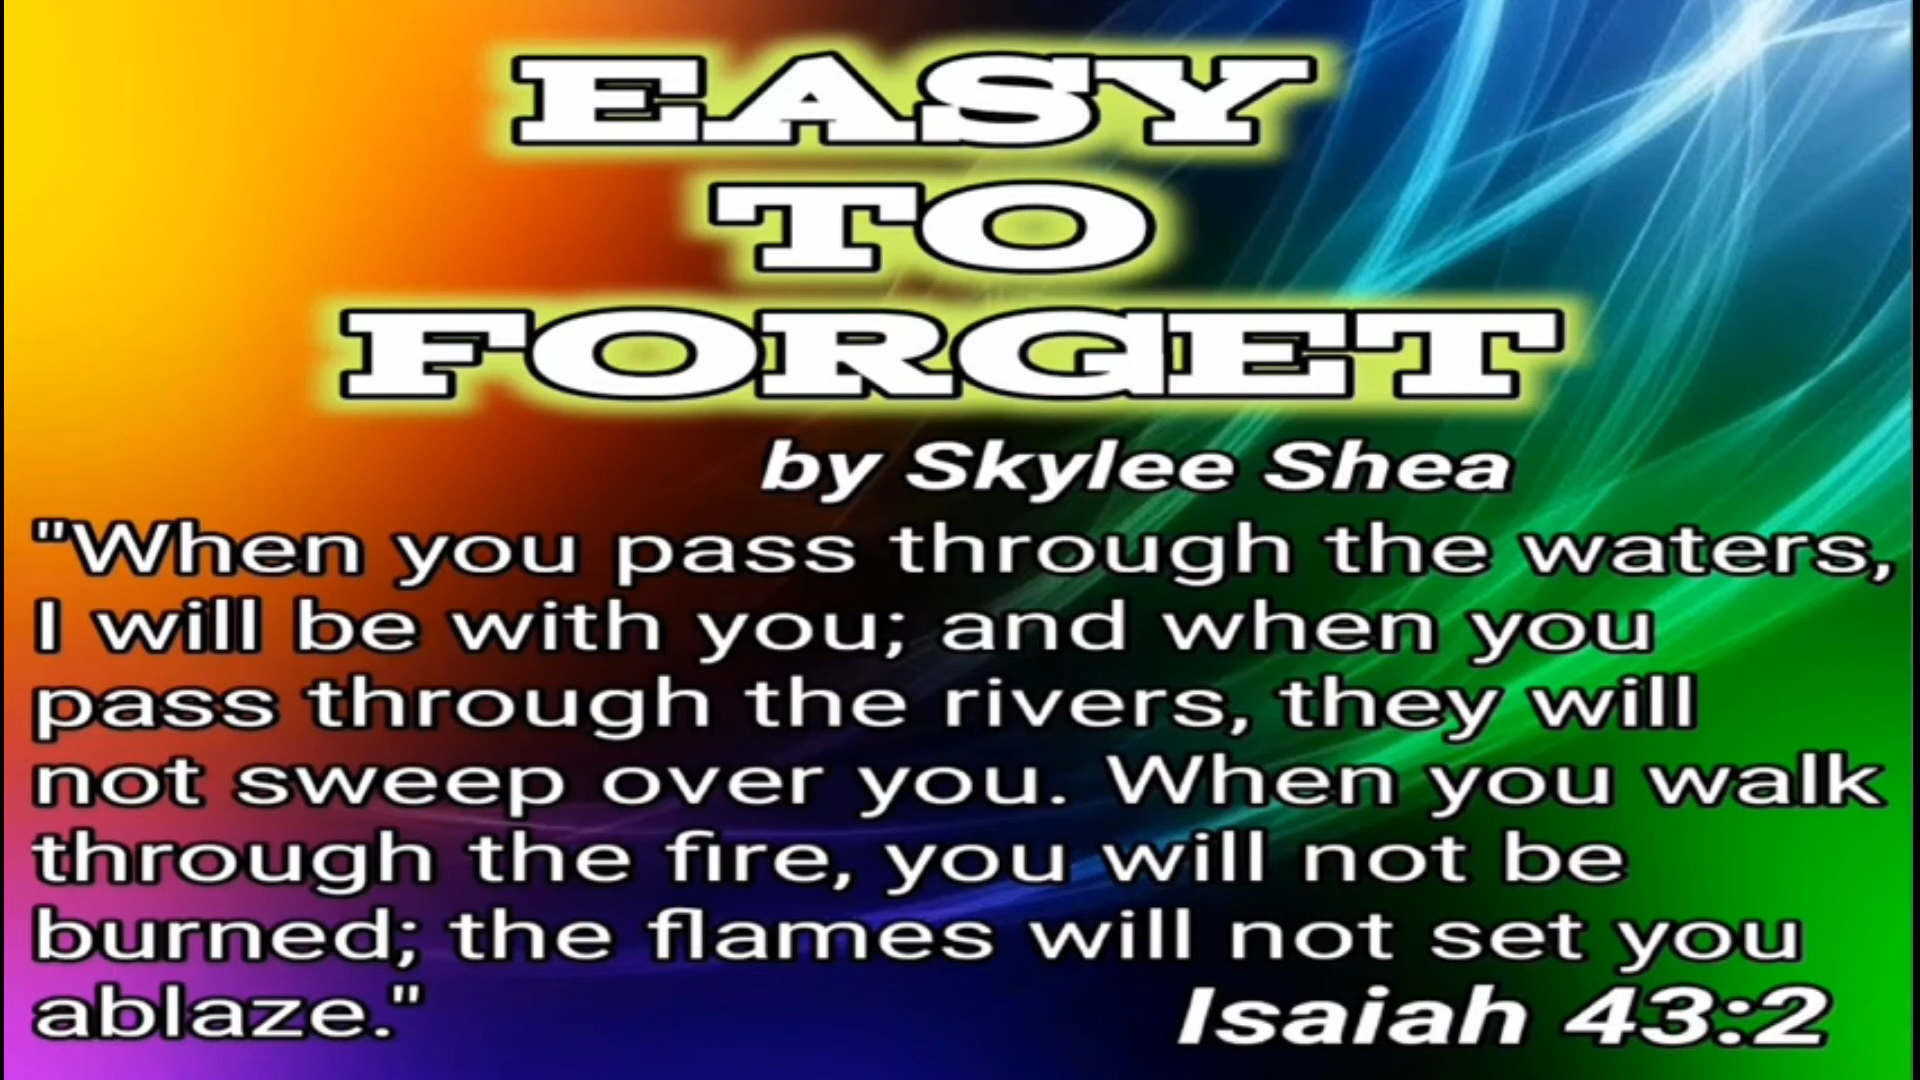 EASY
TO
FORGET
by Skylee Shea
"When you pass through the waters,
I will be with you; and when you
pass through the rivers, they will
not sweep over you. When you walk
through the fire, you will not be
burned; the flames will not set you
ablaze."
Isaiah 43:2